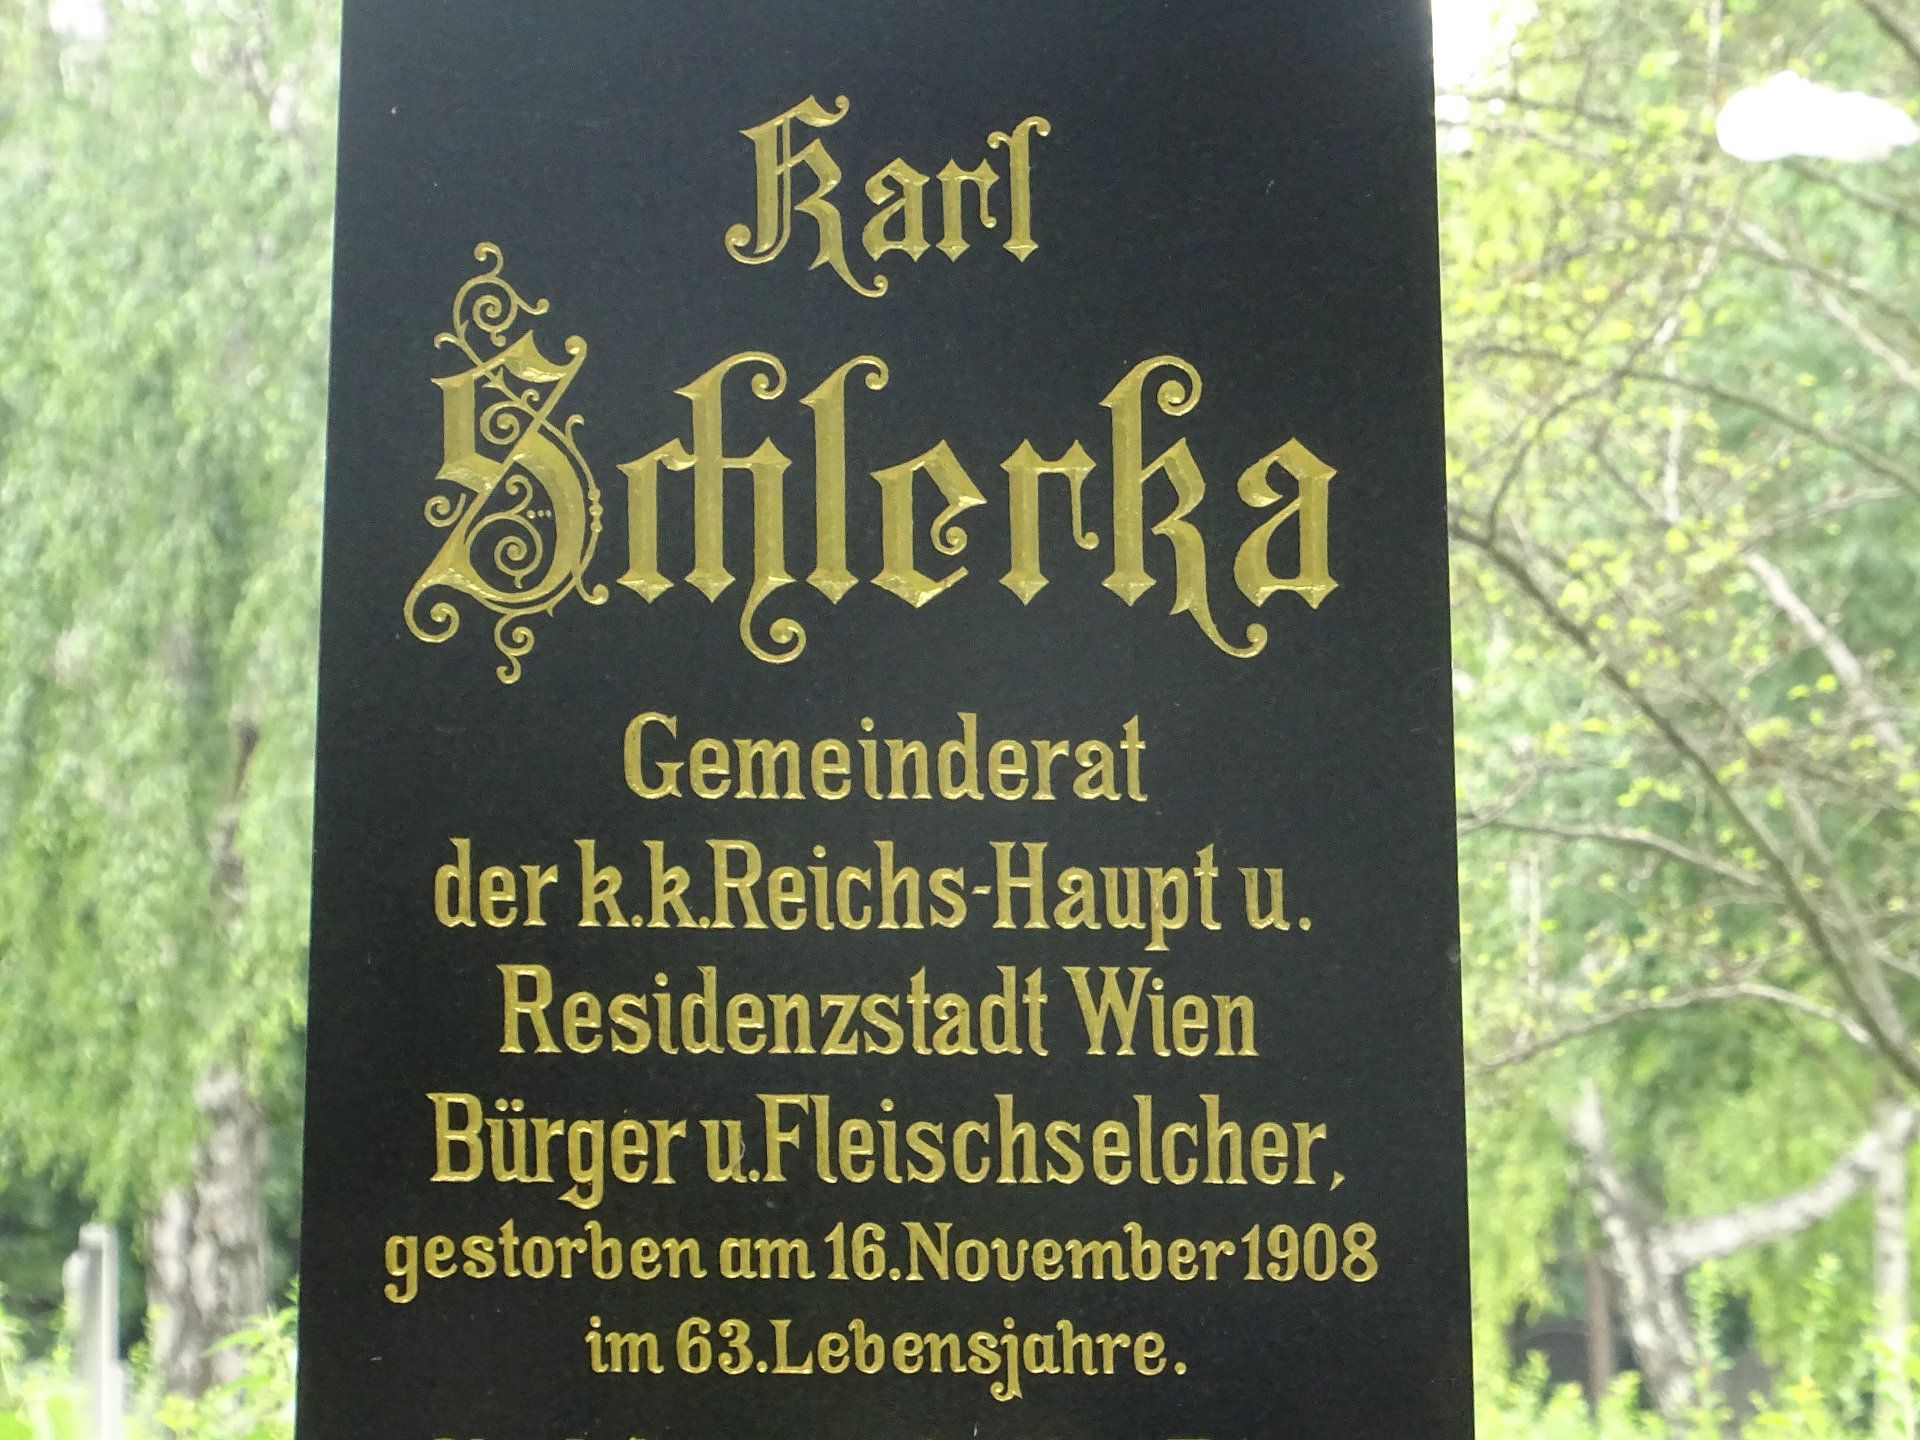 Karl
Schlerka
Gemeinderat
der k.k. Reichs-Haupt u.
Residenzstadt Wien
Bürger u. Fleischselcher,
gestorben am 16. November 1908
im 63. Lebensjahre.